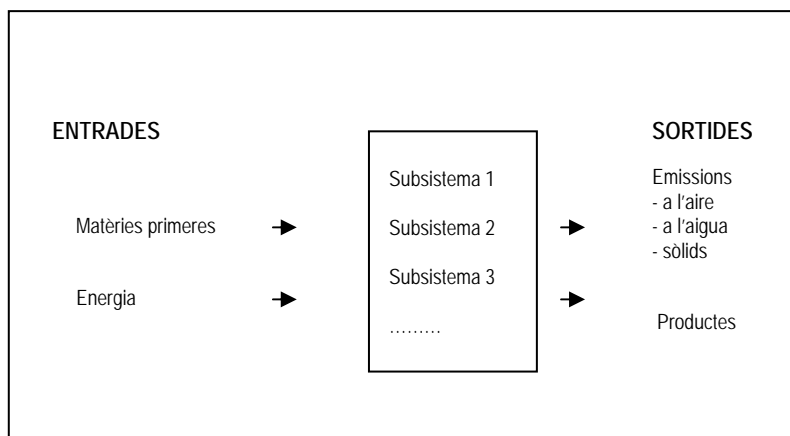 ENTRADES
Matèries primeres
Energia
Subsistema 1
Subsistema 2
Subsistema 3
………
SORTIDES
Emissions
- a l’aire
- a l’aigua
- sòlids
Productes